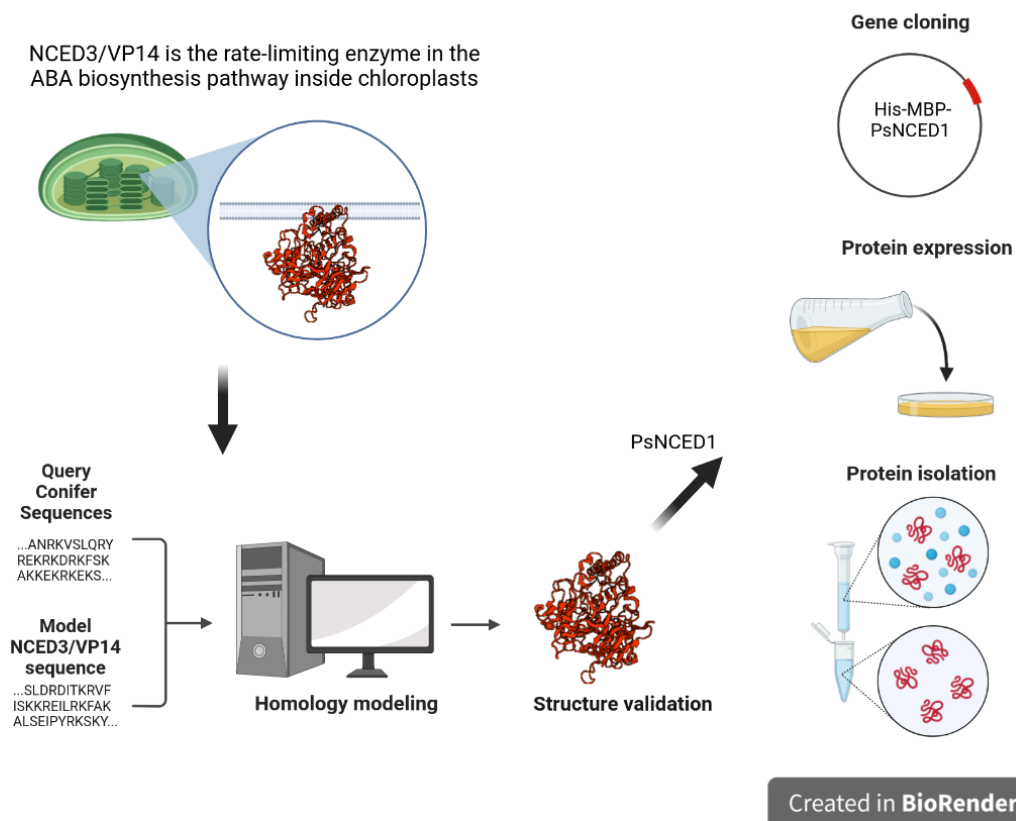 NCED3/VP14 is the rate-limiting enzyme in the
ABA biosynthesis pathway inside chloroplasts
Query
Conifer
Sequences
...ANRKVSLQRY
REKRKDRKFSK
AKKEKRKEKS...
Model
NCED3/VP14
sequence
...SLDRDITKRVF
ISKKREILRKFAK
ALSEIPYRKSKY...
Homology modeling
Structure validation
PsNCED1
Gene cloning
His-MBP-
PsNCED1
Protein expression
Protein isolation
Created in BioRender